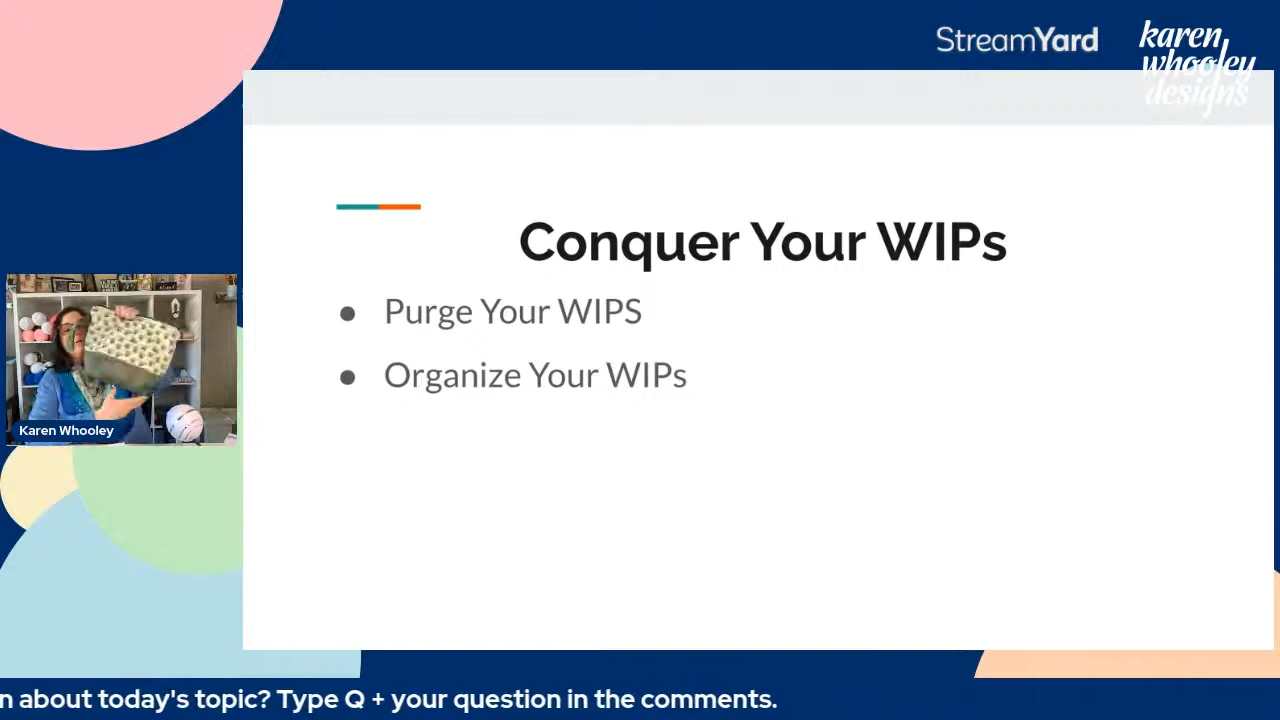 StreamYard
karen
whooley
designs
Conquer Your WIPs
● Purge Your WIPS
● Organize Your WIPs
Karen Whooley
n about today's topic? Type Q + your question in the comments.